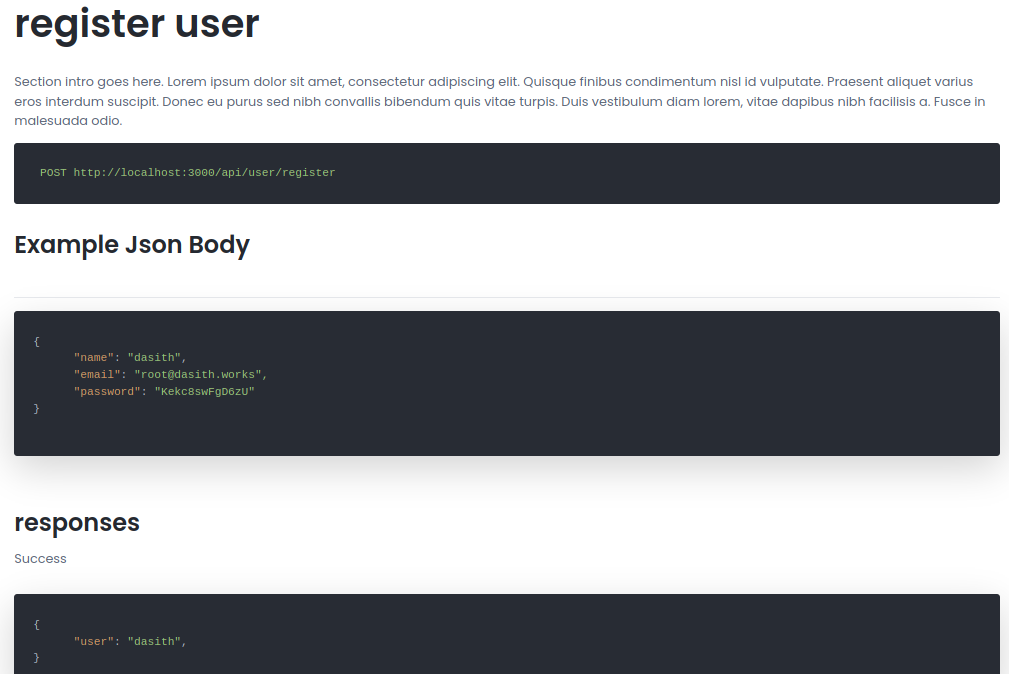 register user
Section intro goes here. Lorem ipsum dolor sit amet, consectetur adipiscing elit. Quisque finibus condimentum nisl id vulputate. Praesent aliquet varius
eros interdum suscipit. Donec eu purus sed nibh convallis bibendum quis vitae turpis. Duis vestibulum diam lorem, vitae dapibus nibh facilisis a. Fusce in
malesuada odio.
POST http://localhost:3000/api/user/register
Example Json Body
{
"name": "dasith",
"email": "root@dasith.works",
"password": "Kekc8swFgD6zU"
}
responses
Success
{
"user": "dasith",
}